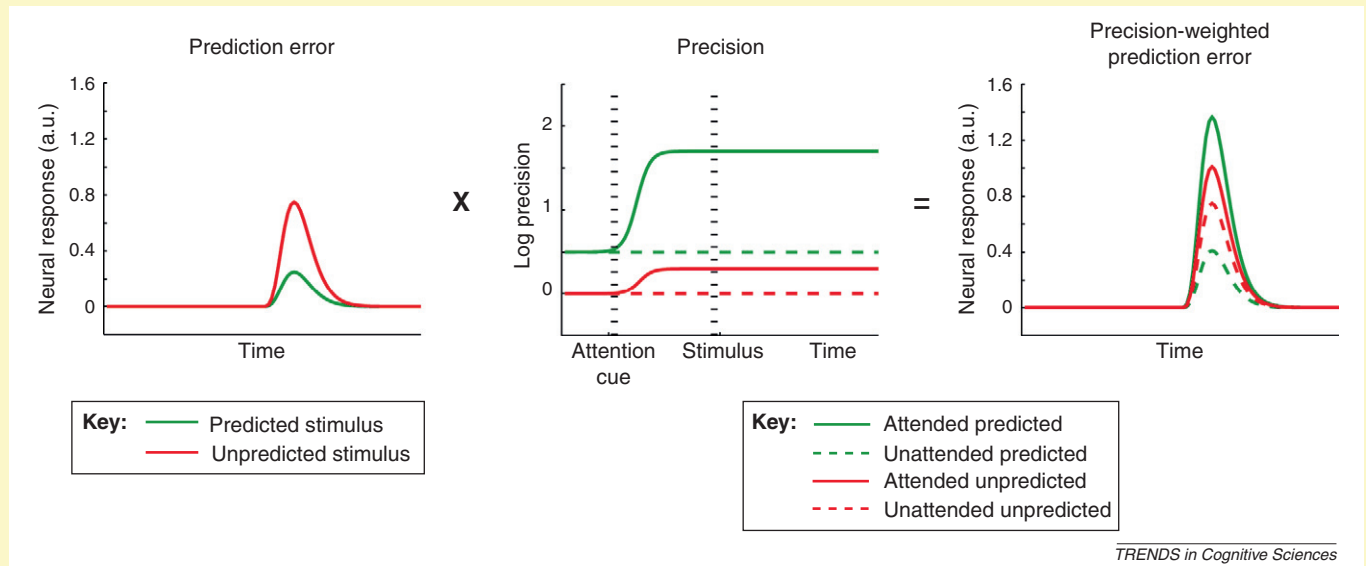 Prediction error
Neural response (a.u.)
1.6
1.2
0.8
0.4
0
Time
X
Precision
Log precision
2
1
0
Attention
cue
Stimulus
Time
=
Precision-weighted
prediction error
Neural response (a.u.)
1.6
1.2
0.8
0.4
0
Time
Key:
Predicted stimulus
Unpredicted stimulus
Key:
Attended predicted
Unattended predicted
Attended unpredicted
Unattended unpredicted
TRENDS in Cognitive Sciences